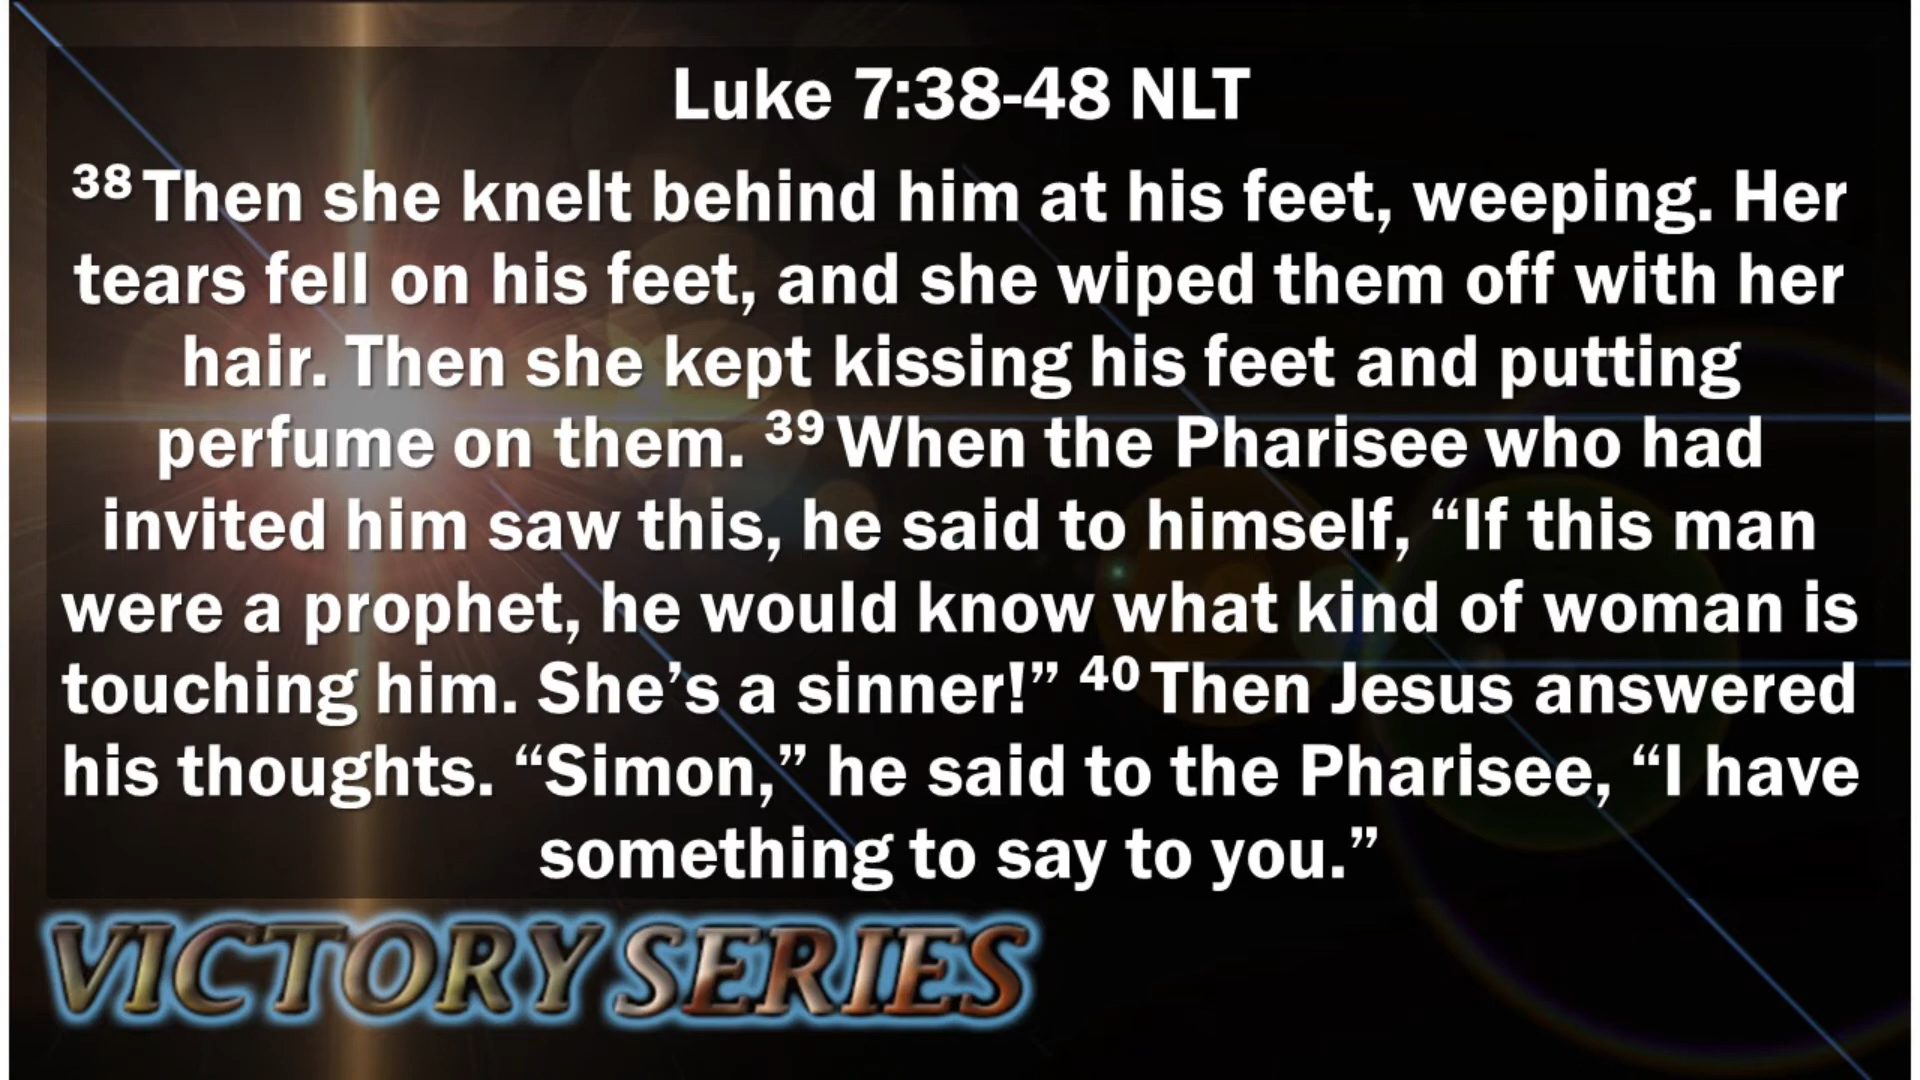 Luke 7:38-48 NLT
38 Then she knelt behind him at his feet, weeping. Her
tears fell on his feet, and she wiped them off with her
hair. Then she kept kissing his feet and putting
perfume on them. 39 When the Pharisee who had
invited him saw this, he said to himself, “If this man
were a prophet, he would know what kind of woman is
touching him. She’s a sinner!” 40 Then Jesus answered
his thoughts. “Simon,” he said to the Pharisee, “I have
something to say to you.”
VICTORY SERIES